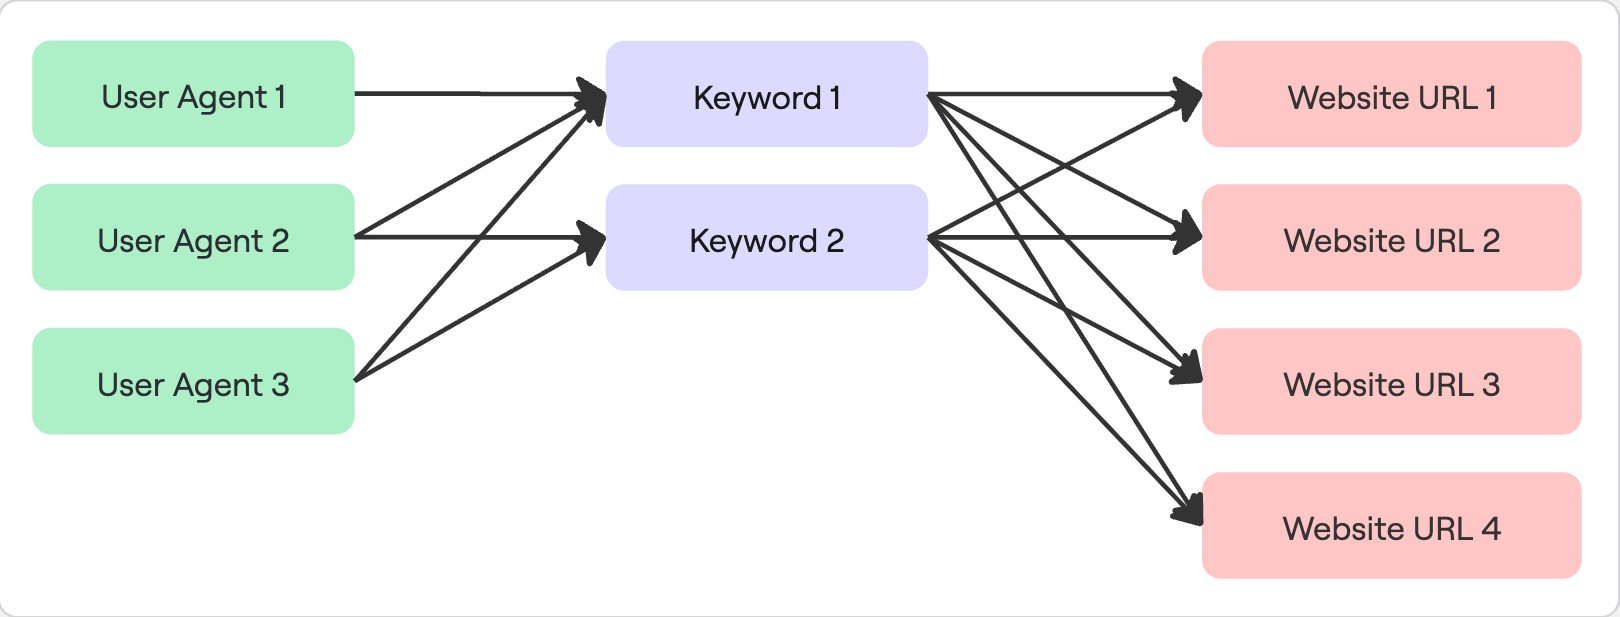 User Agent 1
Keyword 1
Website URL 1
User Agent 2
Keyword 2
Website URL 2
User Agent 3
Website URL 3
Website URL 4